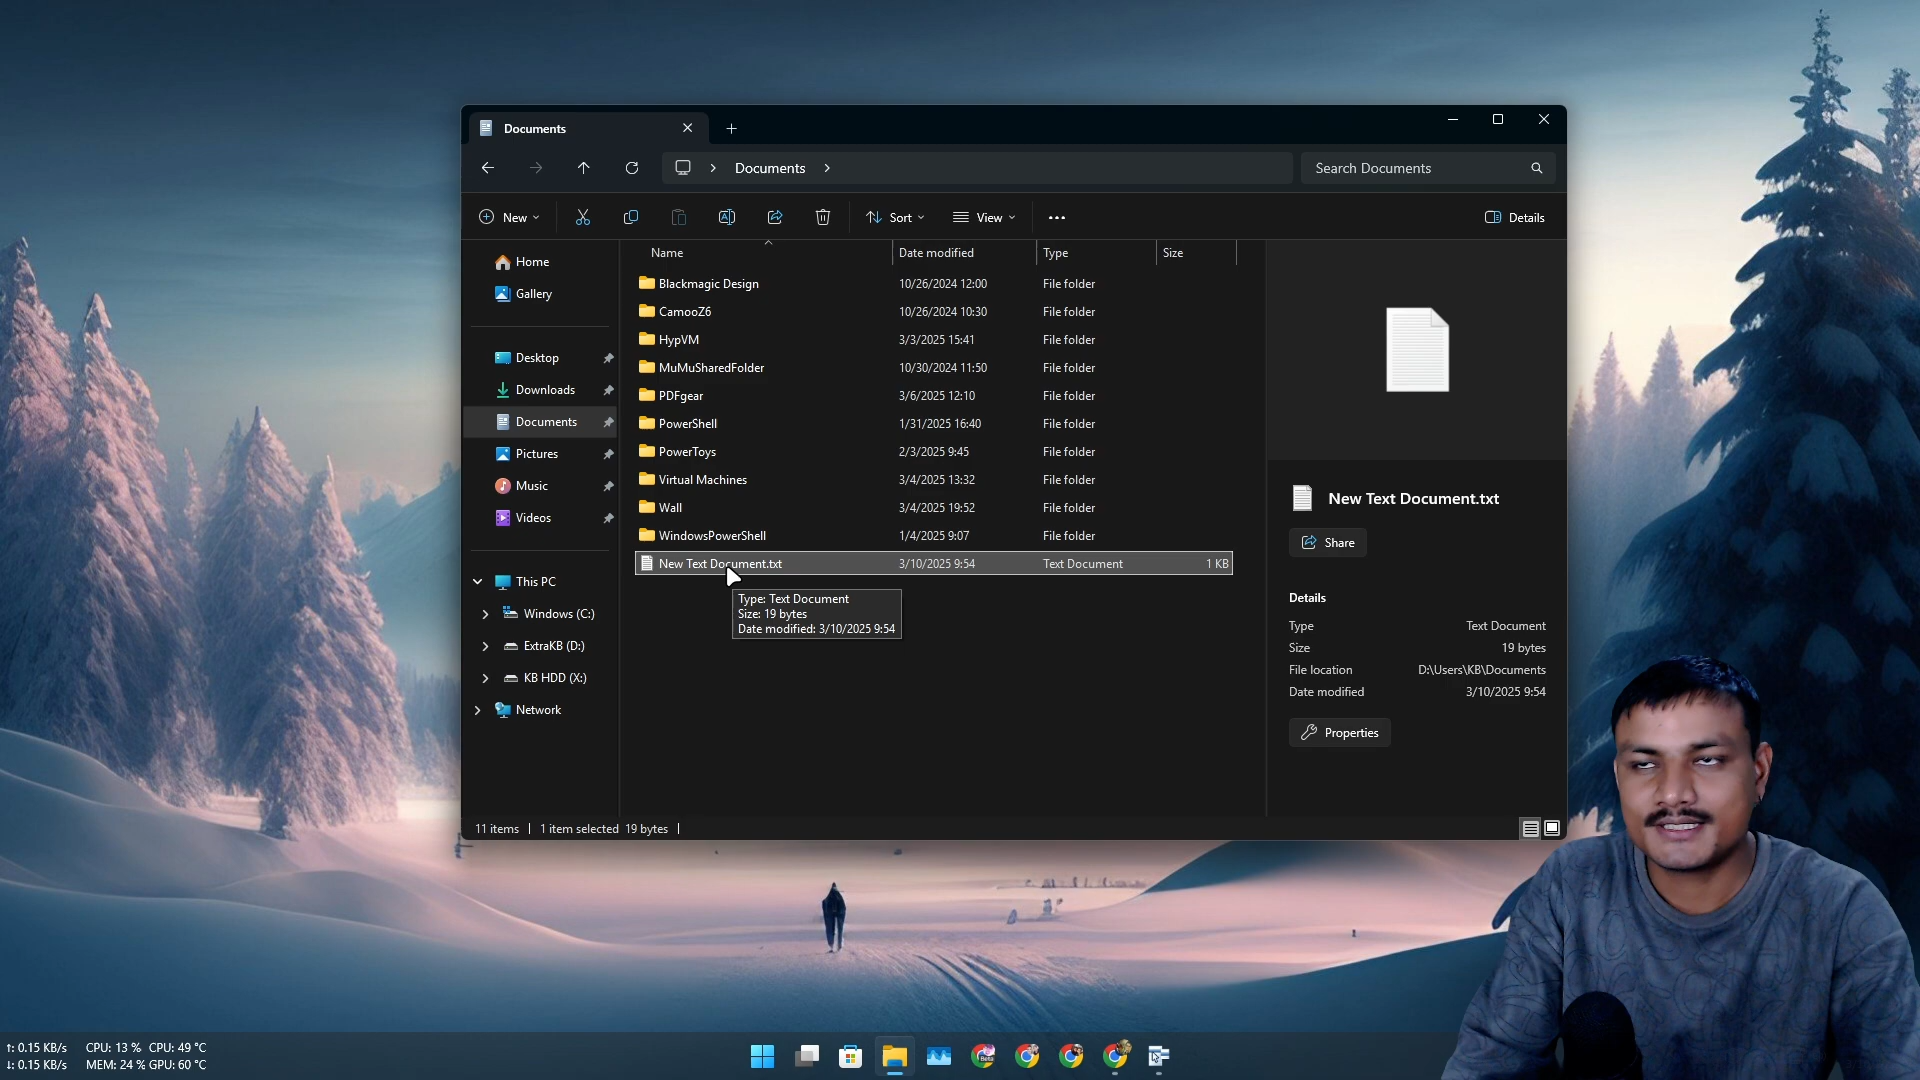 Documents
Documents
Search Documents
New
Sort
View
Details
Home
Gallery
Desktop
Downloads
Documents
Pictures
Music
Videos
This PC
Windows (C:)
ExtraKB (D:)
KB HDD (X:)
Network
Name Date modified Type Size
Blackmagic Design 10/26/2024 12:00 File folder
CamooZ6 10/26/2024 10:30 File folder
HypVM 3/3/2025 15:41 File folder
MuMuSharedFolder 10/30/2024 11:50 File folder
PDFgear 3/6/2025 12:10 File folder
PowerShell 1/31/2025 16:40 File folder
PowerToys 2/3/2025 9:45 File folder
Virtual Machines 3/4/2025 13:32 File folder
Wall 3/4/2025 19:52 File folder
WindowsPowerShell 1/4/2025 9:07 File folder
New Text Document.txt 3/10/2025 9:54 Text Document 1 KB
Type: Text Document
Size: 19 bytes
Date modified: 3/10/2025 9:54
New Text Document.txt
Share
Details
Type Text Document
Size 19 bytes
File location D:\Users\KB\Documents
Date modified 3/10/2025 9:54
Properties
11 items 1 item selected 19 bytes
↑: 0.15 KB/s CPU: 13 % CPU: 49 °C
↓: 0.15 KB/s MEM: 24 % GPU: 60 °C